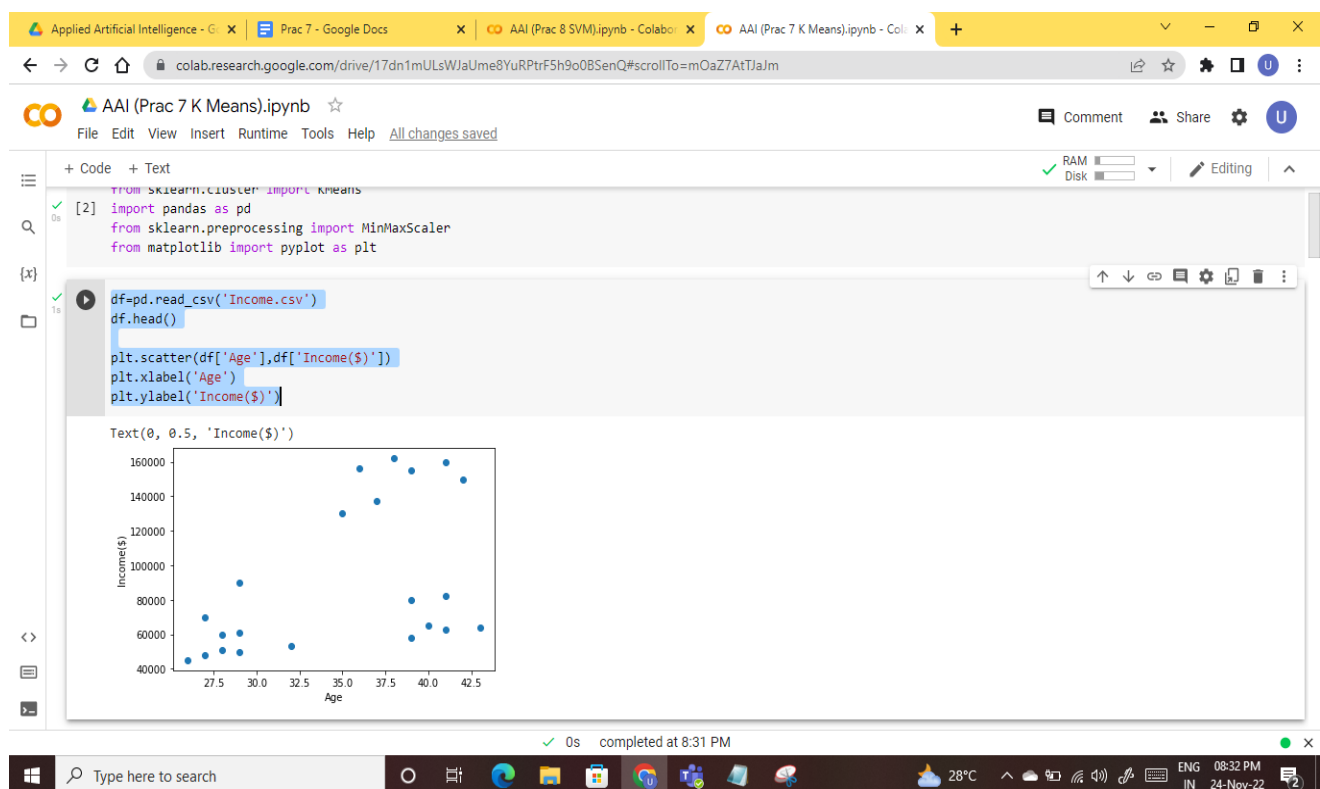 Applied Artificial Intelligence - Go
Prac 7 - Google Docs
AAI (Prac 8 SVM).ipynb - Colabor
AAI (Prac 7 K Means).ipynb - Cola
colab.research.google.com/drive/17dn1mULsWJaUme8YuRPtrF5h9o0BSenQ#scrollTo=mOaZ7AtTJaJm
U
CO
AAI (Prac 7 K Means).ipynb
Comment
Share
U
File Edit View Insert Runtime Tools Help All changes saved
+ Code + Text
RAM
Disk
Editing
from sklearn.cluster import KMeans
0s
[2] import pandas as pd
from sklearn.preprocessing import MinMaxScaler
from matplotlib import pyplot as plt
{x}
1s
df=pd.read_csv('Income.csv')
df.head()
plt.scatter(df['Age'],df['Income($)'])
plt.xlabel('Age')
plt.ylabel('Income($)')
Text(0, 0.5, 'Income($)')
160000
140000
120000
100000
80000
60000
40000
Income($)
27.5 30.0 32.5 35.0 37.5 40.0 42.5
Age
0s completed at 8:31 PM
Type here to search
28°C
ENG
IN
08:32 PM
24-Nov-22
2